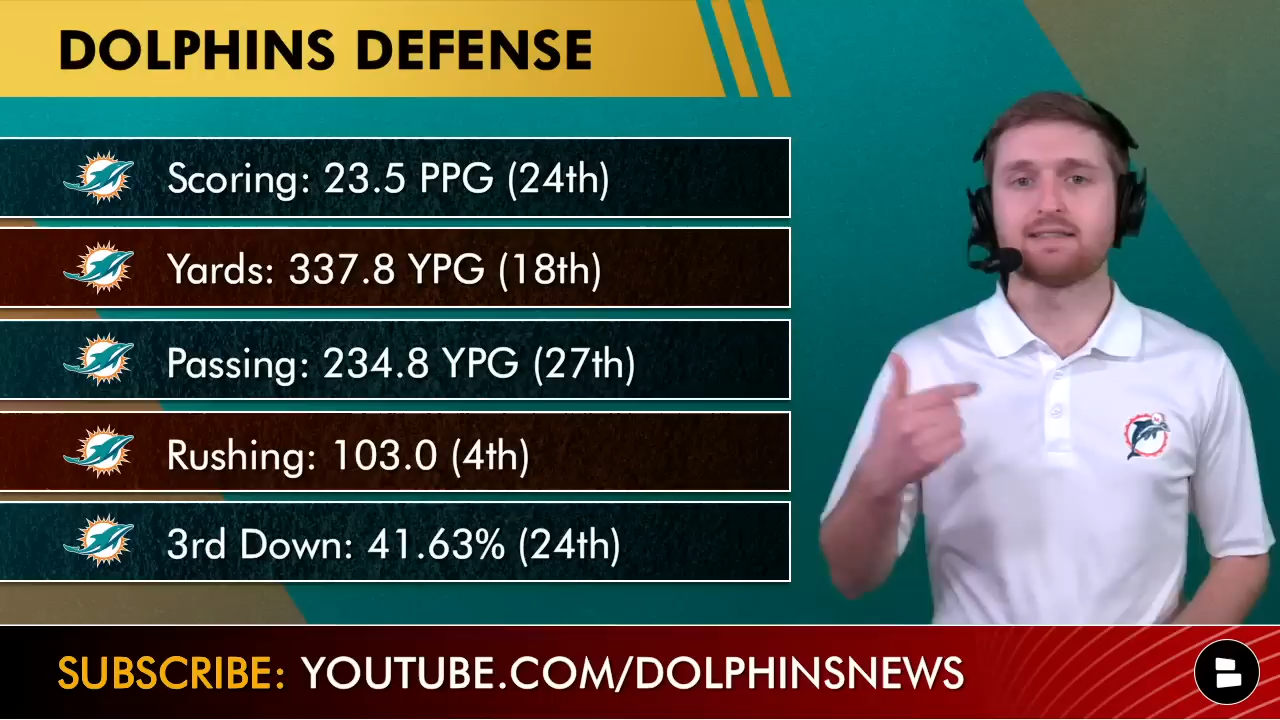 DOLPHINS DEFENSE
Scoring: 23.5 PPG (24th)
Yards: 337.8 YPG (18th)
Passing: 234.8 YPG (27th)
Rushing: 103.0 (4th)
3rd Down: 41.63% (24th)
SUBSCRIBE: YOUTUBE.COM/DOLPHINSNEWS